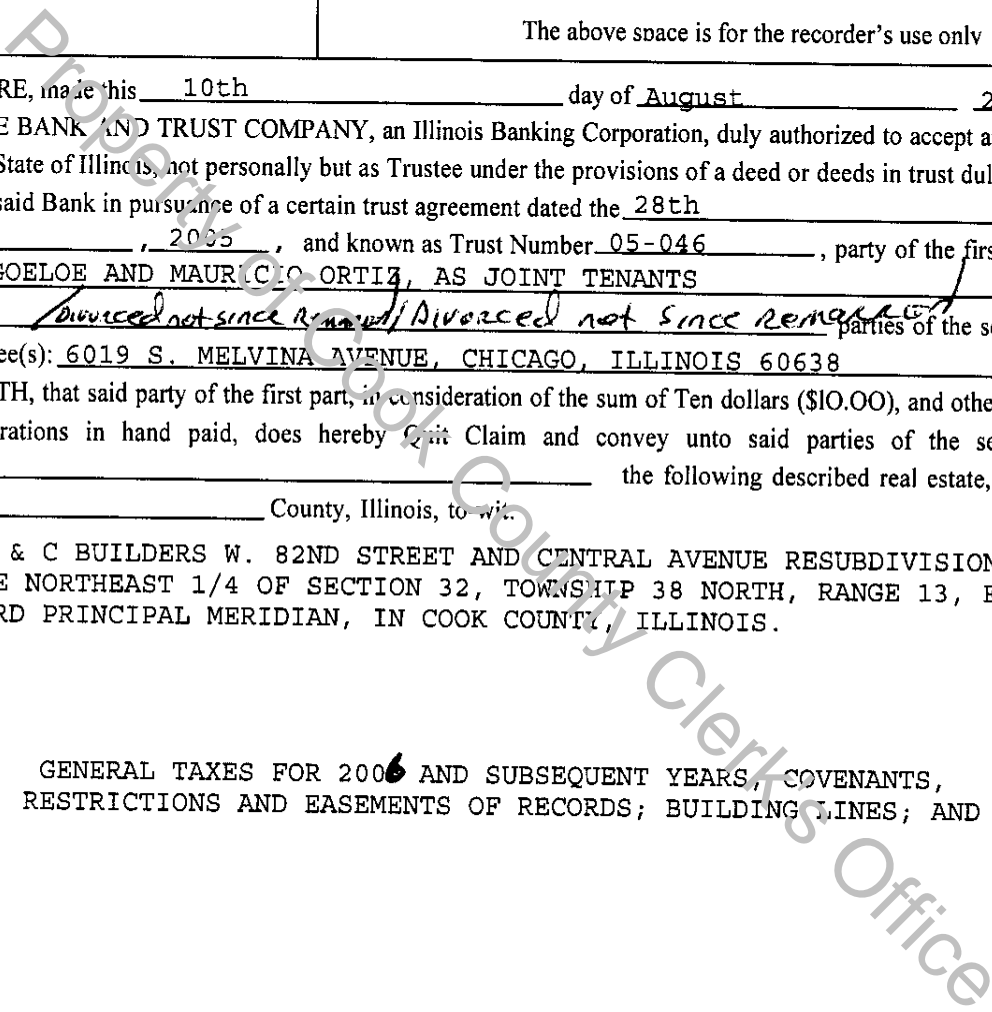 The above space is for the recorder's use only
RE, made this 10th day of August 2
E BANK AND TRUST COMPANY, an Illinois Banking Corporation, duly authorized to accept a
State of Illinois, not personally but as Trustee under the provisions of a deed or deeds in trust dul
said Bank in pursuance of a certain trust agreement dated the 28th
, 2005 , and known as Trust Number 05-046 , party of the firs
GOELOE AND MAURICIO ORTIZ, AS JOINT TENANTS
/Divorced not since Remarried/Divorced not since Remarried parties of the se
ee(s): 6019 S. MELVINA AVENUE, CHICAGO, ILLINOIS 60638
TH, that said party of the first part, in consideration of the sum of Ten dollars ($lO.OO), and othe
rations in hand paid, does hereby Quit Claim and convey unto said parties of the se
the following described real estate,
County, Illinois, to-wit:
& C BUILDERS W. 82ND STREET AND CENTRAL AVENUE RESUBDIVISION
E NORTHEAST 1/4 OF SECTION 32, TOWNSHIP 38 NORTH, RANGE 13, E
RD PRINCIPAL MERIDIAN, IN COOK COUNTY, ILLINOIS.
GENERAL TAXES FOR 2006 AND SUBSEQUENT YEARS, COVENANTS,
RESTRICTIONS AND EASEMENTS OF RECORDS; BUILDING LINES; AND
Property of Cook County Clerk's Office